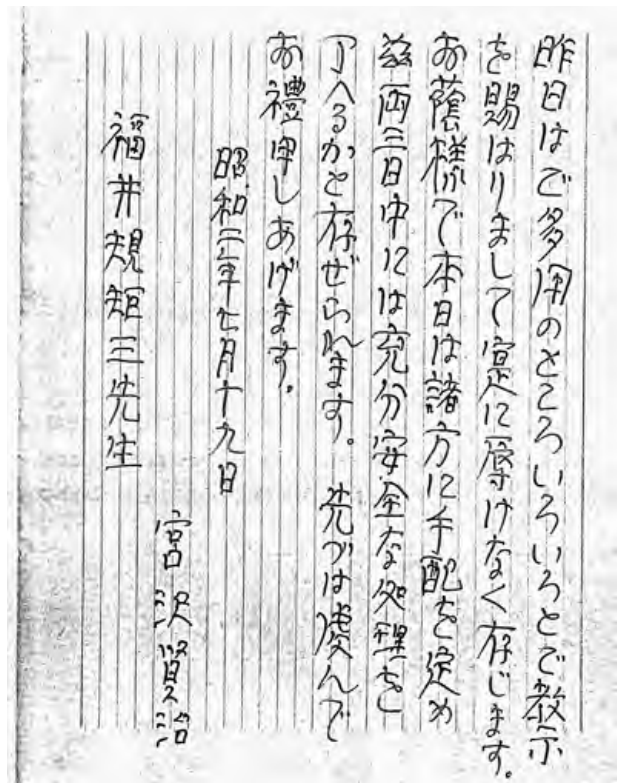 昨日はご多用のところいろいろとご教示
を賜はりまして寔に辱けなく存じます。
お蔭様で本日は諸方に手配を定め
玆両三日中には充分安全な処理を
了へるかと存ぜられます。 先づは虔んで
お禮申しあげます。
昭和二年七月十九日
宮沢賢治
福井規矩三先生